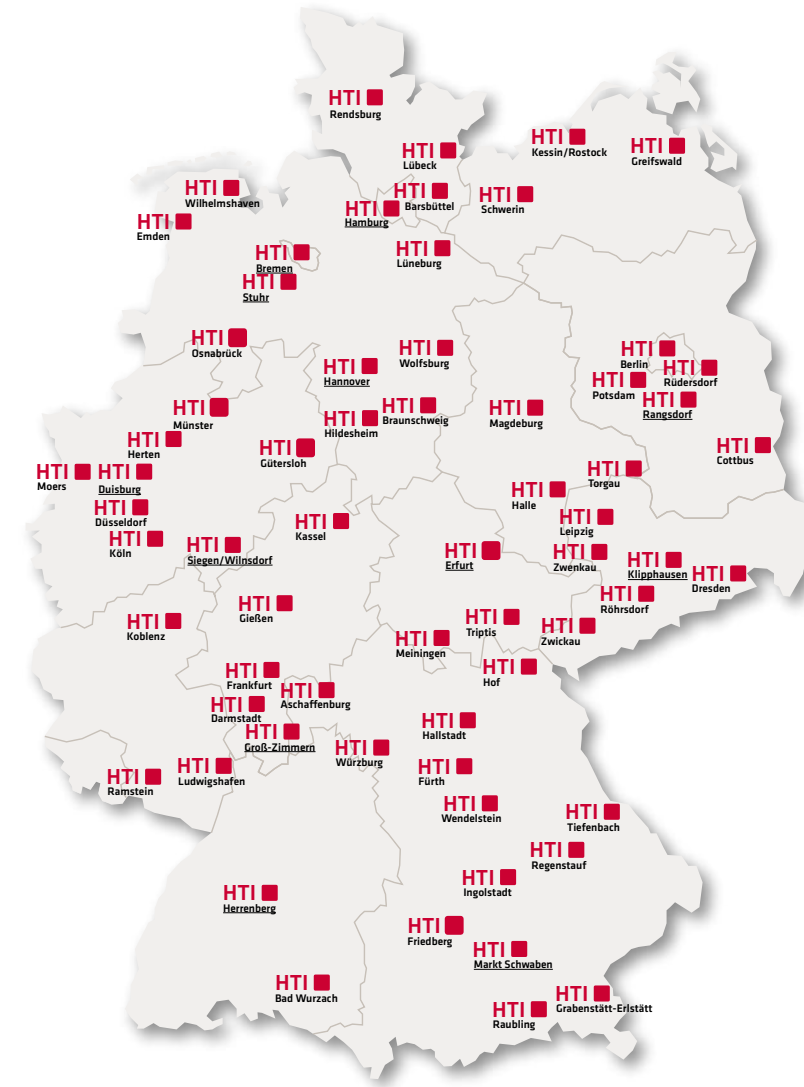 HTI
Rendsburg
HTI
Lübeck
HTI
Kessin/Rostock
HTI
Greifswald
HTI
Wilhelmshaven
HTI
Barsbüttel
HTI
Schwerin
HTI
Hamburg
HTI
Emden
HTI
Bremen
HTI
Lüneburg
HTI
Stuhr
HTI
Osnabrück
HTI
Wolfsburg
HTI
Berlin
HTI
Hannover
HTI
Rüdersdorf
HTI
Potsdam
HTI
Rangsdorf
HTI
Münster
HTI
Braunschweig
HTI
Magdeburg
HTI
Hildesheim
HTI
Herten
HTI
Gütersloh
HTI
Cottbus
HTI
Moers
HTI
Duisburg
HTI
Torgau
HTI
Halle
HTI
Düsseldorf
HTI
Kassel
HTI
Leipzig
HTI
Köln
HTI
Siegen/Wilnsdorf
HTI
Erfurt
HTI
Zwenkau
HTI
Klipphausen
HTI
Dresden
HTI
Röhrsdorf
HTI
Gießen
HTI
Koblenz
HTI
Triptis
HTI
Zwickau
HTI
Meiningen
HTI
Hof
HTI
Frankfurt
HTI
Aschaffenburg
HTI
Darmstadt
HTI
Hallstadt
HTI
Groß-Zimmern
HTI
Würzburg
HTI
Ludwigshafen
HTI
Ramstein
HTI
Fürth
HTI
Wendelstein
HTI
Tiefenbach
HTI
Regenstauf
HTI
Ingolstadt
HTI
Herrenberg
HTI
Friedberg
HTI
Markt Schwaben
HTI
Bad Wurzach
HTI
Grabenstätt-Erlstätt
HTI
Raubling